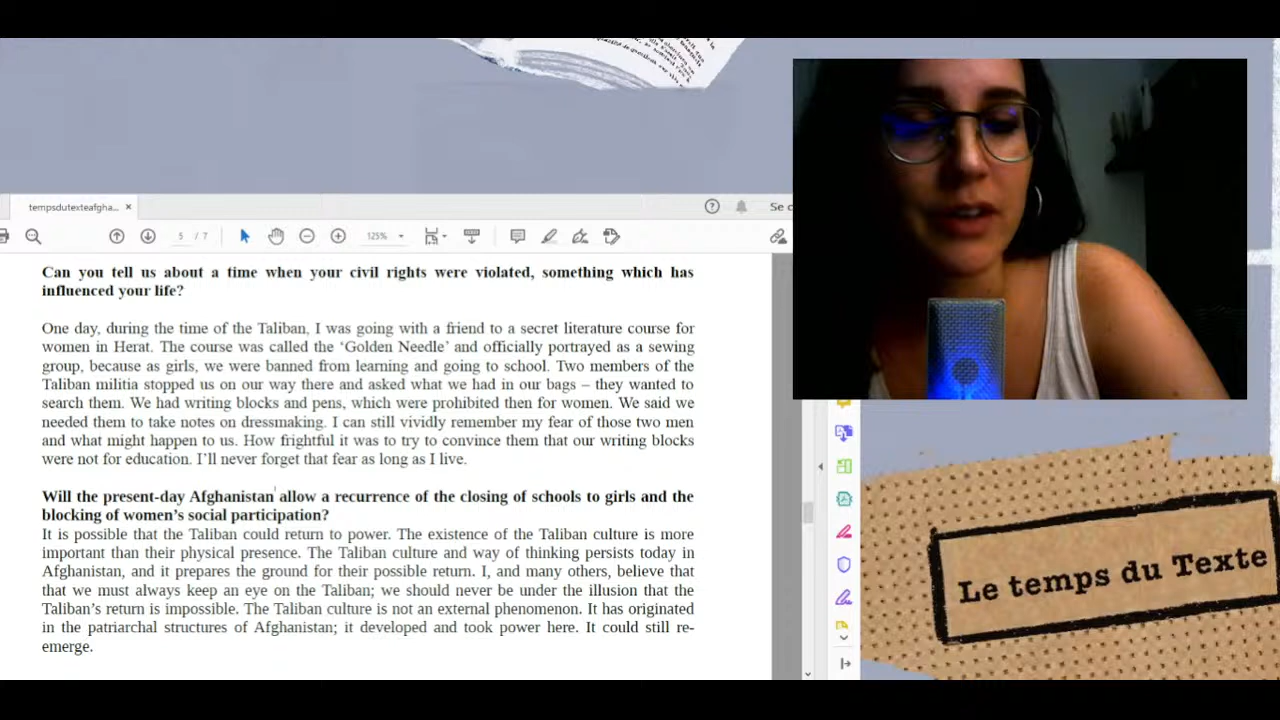 tempsdutexteafgha...
Se c
5 / 7
125%
Can you tell us about a time when your civil rights were violated, something which has
influenced your life?
One day, during the time of the Taliban, I was going with a friend to a secret literature course for
women in Herat. The course was called the ‘Golden Needle’ and officially portrayed as a sewing
group, because as girls, we were banned from learning and going to school. Two members of the
Taliban militia stopped us on our way there and asked what we had in our bags – they wanted to
search them. We had writing blocks and pens, which were prohibited then for women. We said we
needed them to take notes on dressmaking. I can still vividly remember my fear of those two men
and what might happen to us. How frightful it was to try to convince them that our writing blocks
were not for education. I’ll never forget that fear as long as I live.
Will the present-day Afghanistan allow a recurrence of the closing of schools to girls and the
blocking of women’s social participation?
It is possible that the Taliban could return to power. The existence of the Taliban culture is more
important than their physical presence. The Taliban culture and way of thinking persists today in
Afghanistan, and it prepares the ground for their possible return. I, and many others, believe that
that we must always keep an eye on the Taliban; we should never be under the illusion that the
Taliban’s return is impossible. The Taliban culture is not an external phenomenon. It has originated
in the patriarchal structures of Afghanistan; it developed and took power here. It could still re-
emerge.
Le temps du Texte